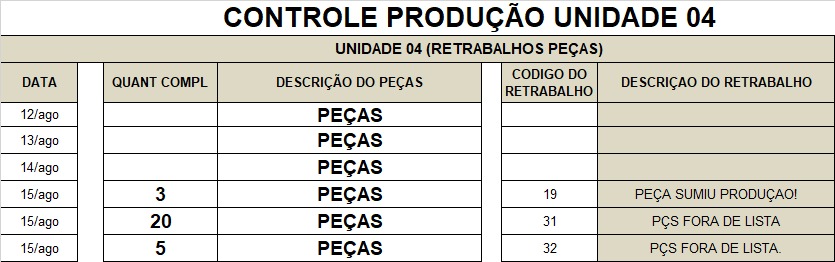 CONTROLE PRODUÇÃO UNIDADE 04
UNIDADE 04 (RETRABALHOS PEÇAS)
DATA QUANT COMPL DESCRIÇÃO DO PEÇAS CODIGO DO RETRABALHO DESCRIÇAO DO RETRABALHO
12/ago PEÇAS
13/ago PEÇAS
14/ago PEÇAS
15/ago 3 PEÇAS 19 PEÇA SUMIU PRODUÇAO!
15/ago 20 PEÇAS 31 PÇS FORA DE LISTA
15/ago 5 PEÇAS 32 PÇS FORA DE LISTA.